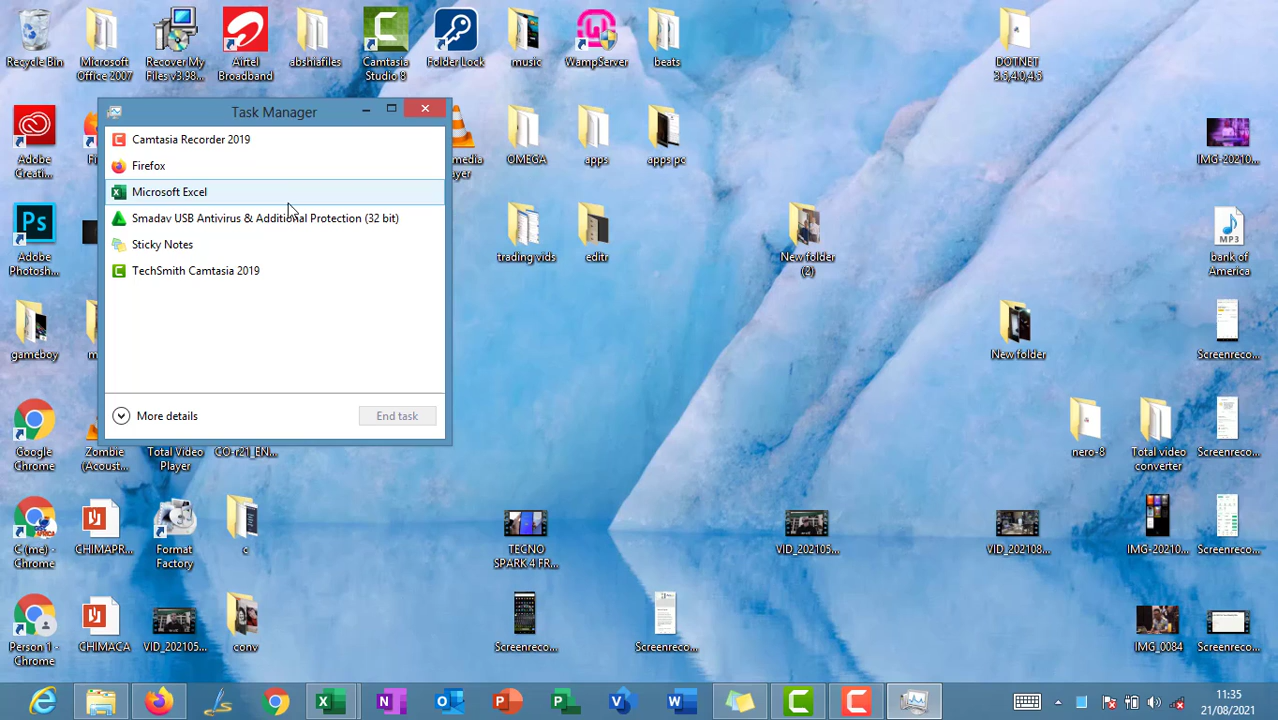 Recycle Bin
Microsoft
Office 2007
Recover My
Files v3.98...
Airtel
Broadband
abshiafiles
Camtasia
Studio 8
Folder Lock
music
WampServer
beats
DOTNET
3.5,4.0,4.5
Task Manager
Camtasia Recorder 2019
Firefox
Microsoft Excel
Smadav USB Antivirus & Additional Protection (32 bit)
Sticky Notes
TechSmith Camtasia 2019
More details
End task
Adobe
Creati...
OMEGA
apps
apps pc
IMG-20210...
Ps
Adobe
Photosh...
trading vids
editr
New folder
(2)
MP3
bank of
America
gameboy
New folder
Screenreco...
Google
Chrome
Zombie
(Acoust...
Total Video
Player
CO-r21_EN...
nero-8
Total video
converter
Screenreco...
C (me) -
Chrome
CHIMAPR...
Format
Factory
c
TECNO
SPARK 4 FR...
VID_202105...
VID_202108...
IMG-20210...
Screenreco...
Person 1 -
Chrome
CHIMACA
VID_202105...
conv
Screenreco...
Screenreco...
IMG_0084
Screenreco...
11:35
21/08/2021